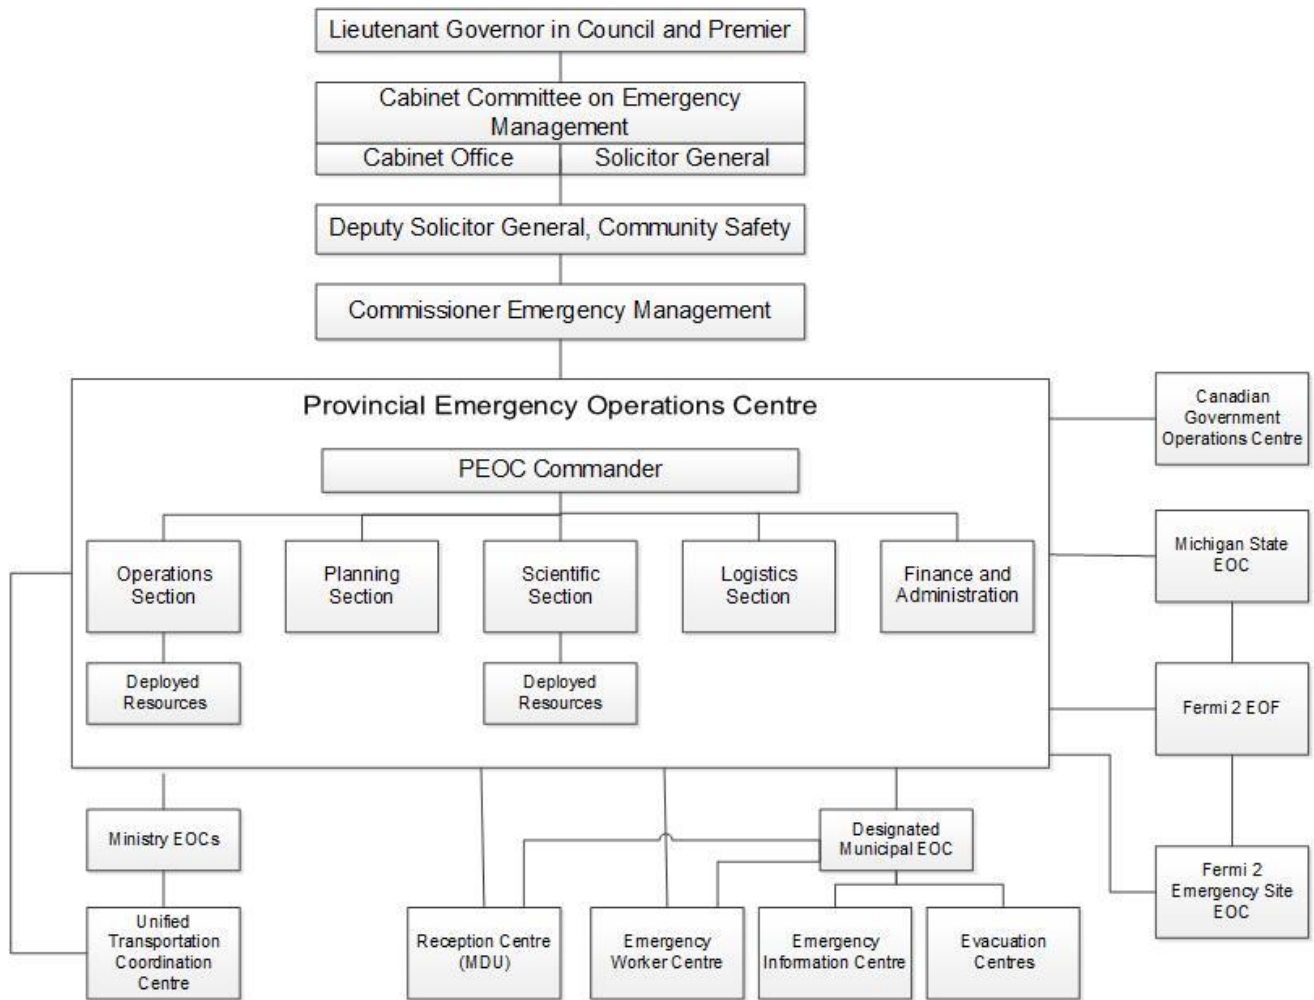 Lieutenant Governor in Council and Premier
Cabinet Committee on Emergency
Management
Cabinet Office
Solicitor General
Deputy Solicitor General, Community Safety
Commissioner Emergency Management
Provincial Emergency Operations Centre
PEOC Commander
Operations
Section
Planning
Section
Scientific
Section
Logistics
Section
Finance and
Administration
Deployed
Resources
Deployed
Resources
Canadian
Government
Operations Centre
Michigan State
EOC
Fermi 2 EOF
Fermi 2
Emergency Site
EOC
Ministry EOCs
Unified
Transportation
Coordination
Centre
Designated
Municipal EOC
Reception Centre
(MDU)
Emergency
Worker Centre
Emergency
Information Centre
Evacuation
Centres